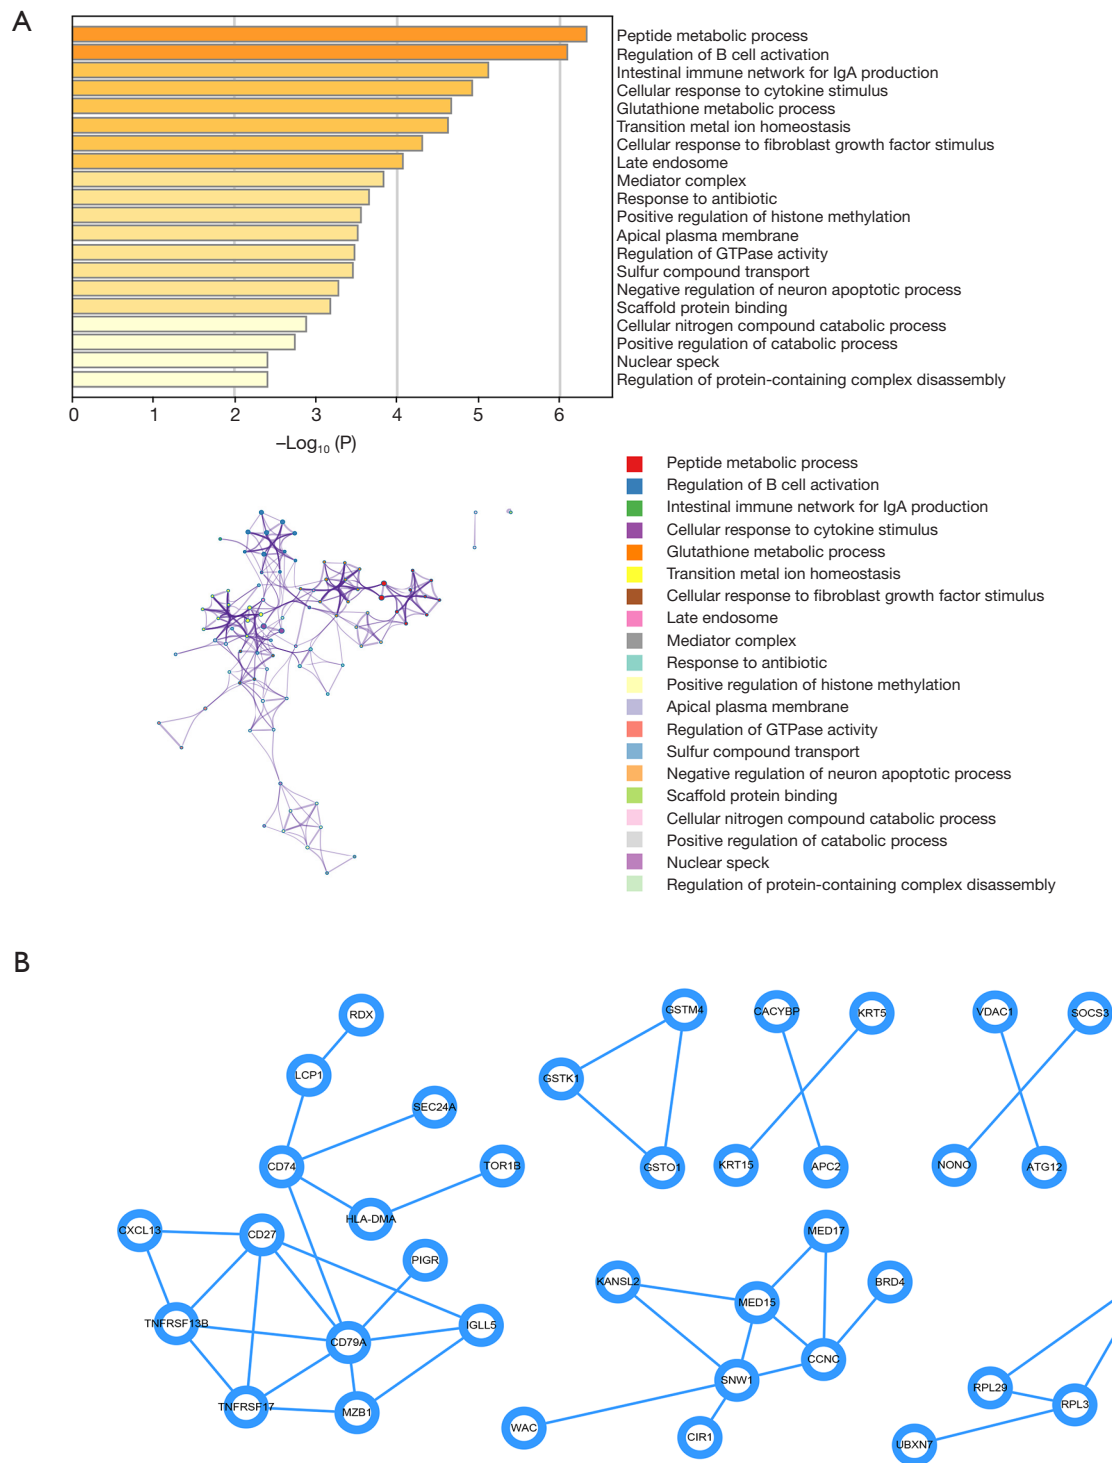 A
Peptide metabolic process
Regulation of B cell activation
Intestinal immune network for IgA production
Cellular response to cytokine stimulus
Glutathione metabolic process
Transition metal ion homeostasis
Cellular response to fibroblast growth factor stimulus
Late endosome
Mediator complex
Response to antibiotic
Positive regulation of histone methylation
Apical plasma membrane
Regulation of GTPase activity
Sulfur compound transport
Negative regulation of neuron apoptotic process
Scaffold protein binding
Cellular nitrogen compound catabolic process
Positive regulation of catabolic process
Nuclear speck
Regulation of protein-containing complex disassembly
0 1 2 3 4 5 6
–Log₁₀ (P)
Peptide metabolic process
Regulation of B cell activation
Intestinal immune network for IgA production
Cellular response to cytokine stimulus
Glutathione metabolic process
Transition metal ion homeostasis
Cellular response to fibroblast growth factor stimulus
Late endosome
Mediator complex
Response to antibiotic
Positive regulation of histone methylation
Apical plasma membrane
Regulation of GTPase activity
Sulfur compound transport
Negative regulation of neuron apoptotic process
Scaffold protein binding
Cellular nitrogen compound catabolic process
Positive regulation of catabolic process
Nuclear speck
Regulation of protein-containing complex disassembly
B
RDX
LCP1
SEC24A
CD74
TOR1B
HLA-DMA
CXCL13
CD27
PIGR
TNFRSF13B
CD79A
IGLL5
TNFRSF17
MZB1
GSTM4
GSTK1
GSTO1
CACYBP
KRT5
KRT15
APC2
VDAC1
SOCS3
NONO
ATG12
MED17
KANSL2
MED15
BRD4
CCNC
SNW1
WAC
CIR1
RPL29
RPL3
UBXN7